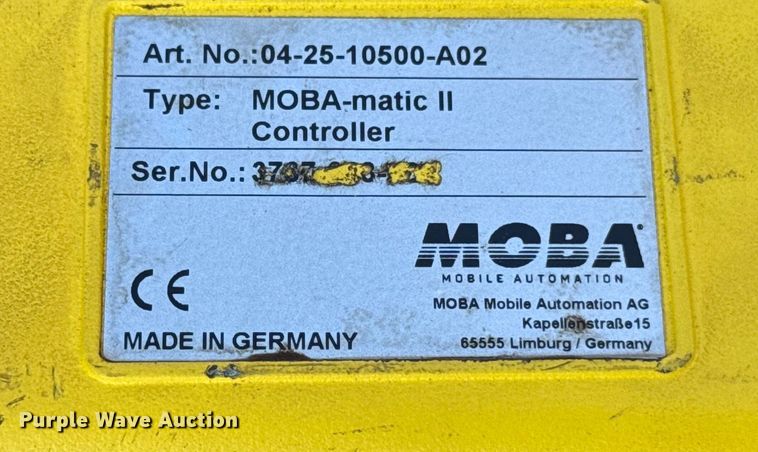 Art. No.:04-25-10500-A02
Type: MOBA-matic II
Controller
Ser.No.:
MOBA
MOBILE AUTOMATION
MOBA Mobile Automation AG
Kapellenstraße15
65555 Limburg / Germany
CE
MADE IN GERMANY
Purple Wave Auction